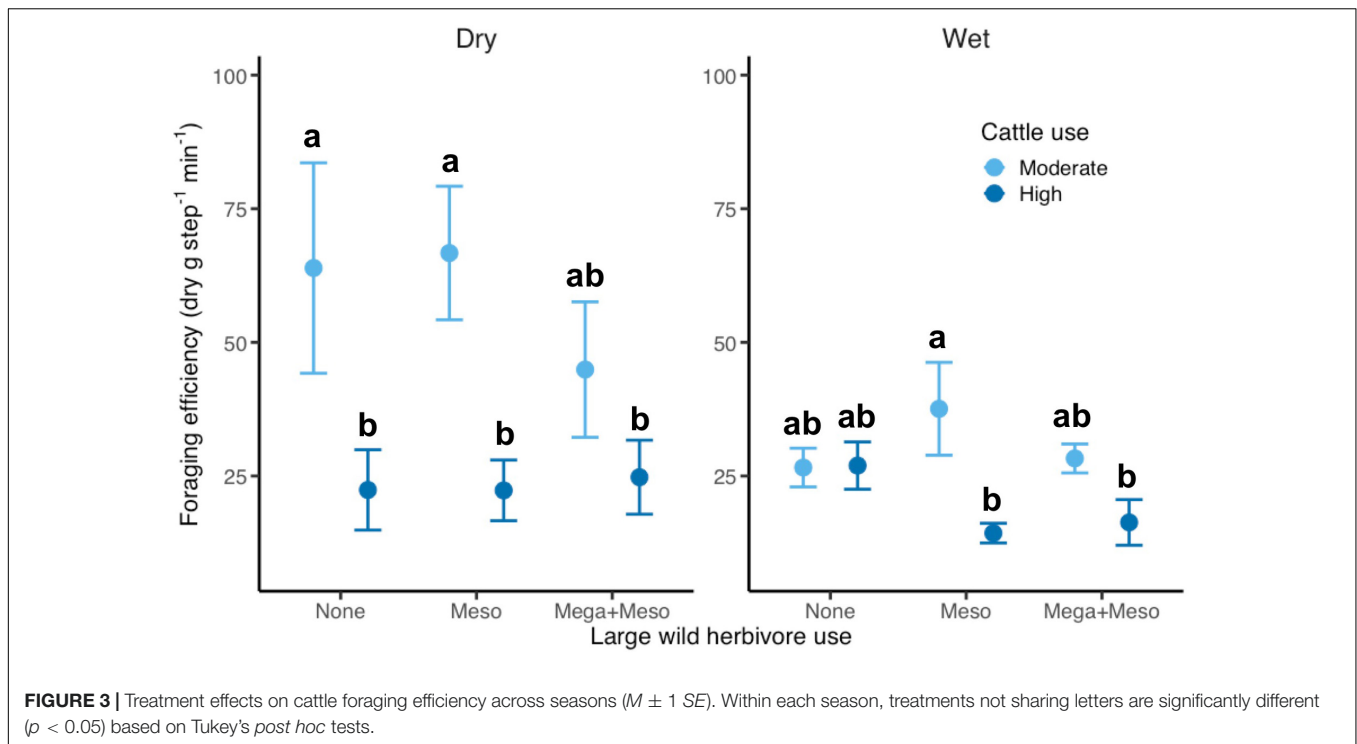 Dry
Wet
Foraging efficiency (dry g step⁻¹ min⁻¹)
100
75
50
25
a
a
ab
b
b
b
None
Meso
Mega+Meso
100
75
50
25
Cattle use
Moderate
High
ab
ab
a
b
ab
b
None
Meso
Mega+Meso
Large wild herbivore use
FIGURE 3 | Treatment effects on cattle foraging efficiency across seasons (M ± 1 SE). Within each season, treatments not sharing letters are significantly different
(p < 0.05) based on Tukey's post hoc tests.